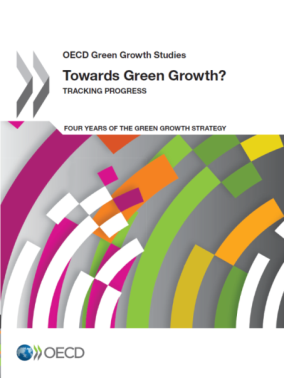 OECD Green Growth Studies
Towards Green Growth?
TRACKING PROGRESS
FOUR YEARS OF THE GREEN GROWTH STRATEGY
OECD